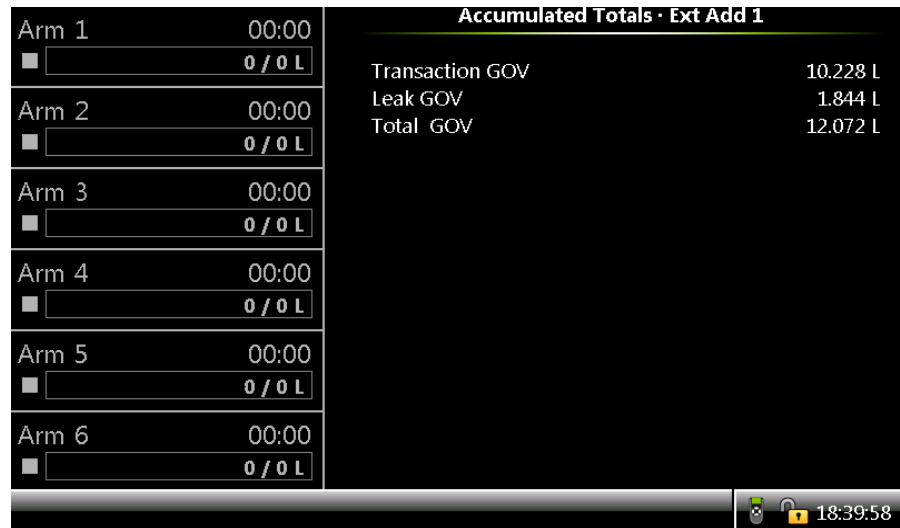 Arm 1 00:00
0 / 0 L
Arm 2 00:00
0 / 0 L
Arm 3 00:00
0 / 0 L
Arm 4 00:00
0 / 0 L
Arm 5 00:00
0 / 0 L
Arm 6 00:00
0 / 0 L
Accumulated Totals · Ext Add 1
Transaction GOV 10.228 L
Leak GOV 1.844 L
Total GOV 12.072 L
18:39:58